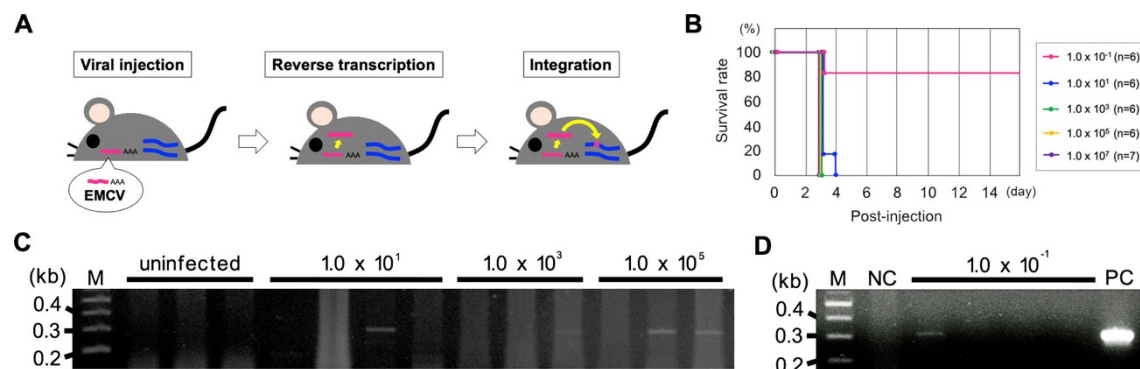 A
Viral injection
Reverse transcription
Integration
AAA
AAA
AAA
AAA
EMCV
B
(%)
100
80
60
40
20
0
Survival rate
0 2 4 6 8 10 12 14 (day)
Post-injection
1.0 x 10⁻¹ (n=6)
1.0 x 10¹ (n=6)
1.0 x 10³ (n=6)
1.0 x 10⁵ (n=6)
1.0 x 10⁷ (n=7)
C
(kb) M uninfected 1.0 x 10¹ 1.0 x 10³ 1.0 x 10⁵
0.4
0.3
0.2
D
(kb) M NC 1.0 x 10⁻¹ PC
0.4
0.3
0.2